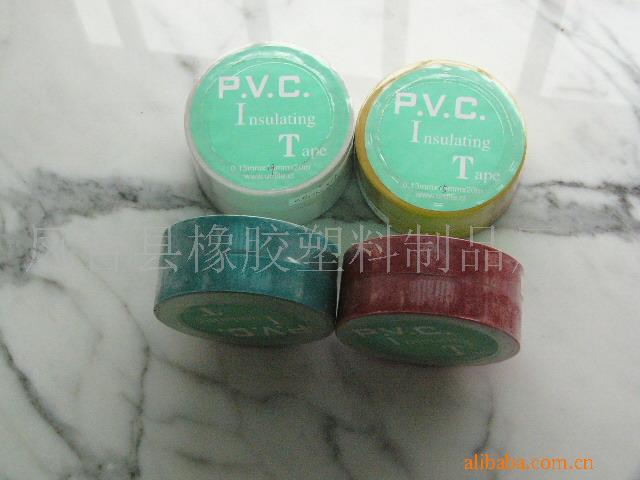 P.V.C.
Insulating
Tape
P.V.C.
Insulating
Tape
县橡胶塑料制品
P.V.C.
I
T
P.V.C.
I
T
alibaba.com.cn